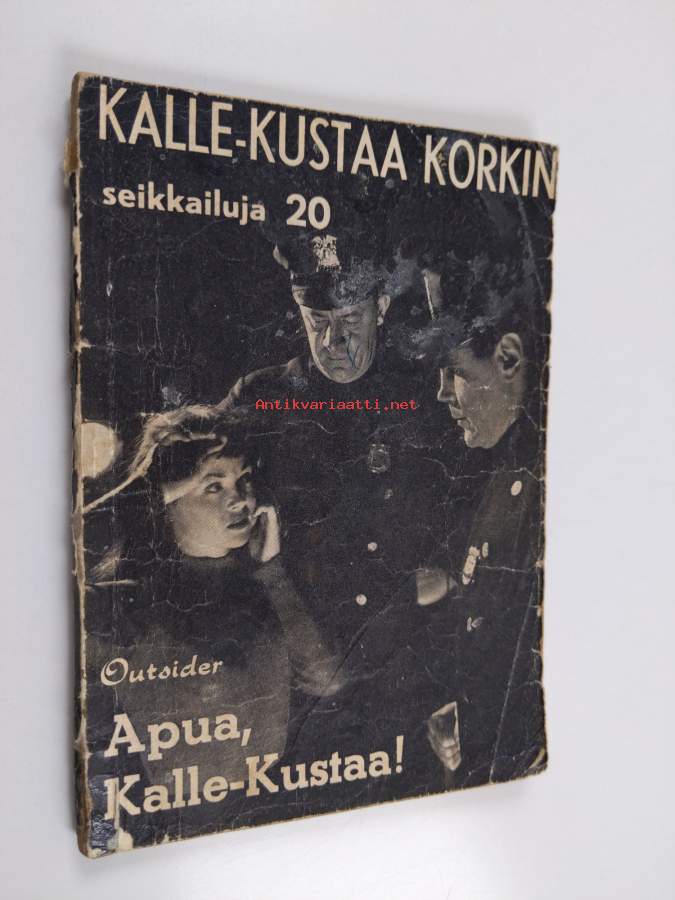 KALLE-KUSTAA KORKIN
seikkailuja 20
Antikvariaatti.net
Outsider
Apua,
Kalle-Kustaa!